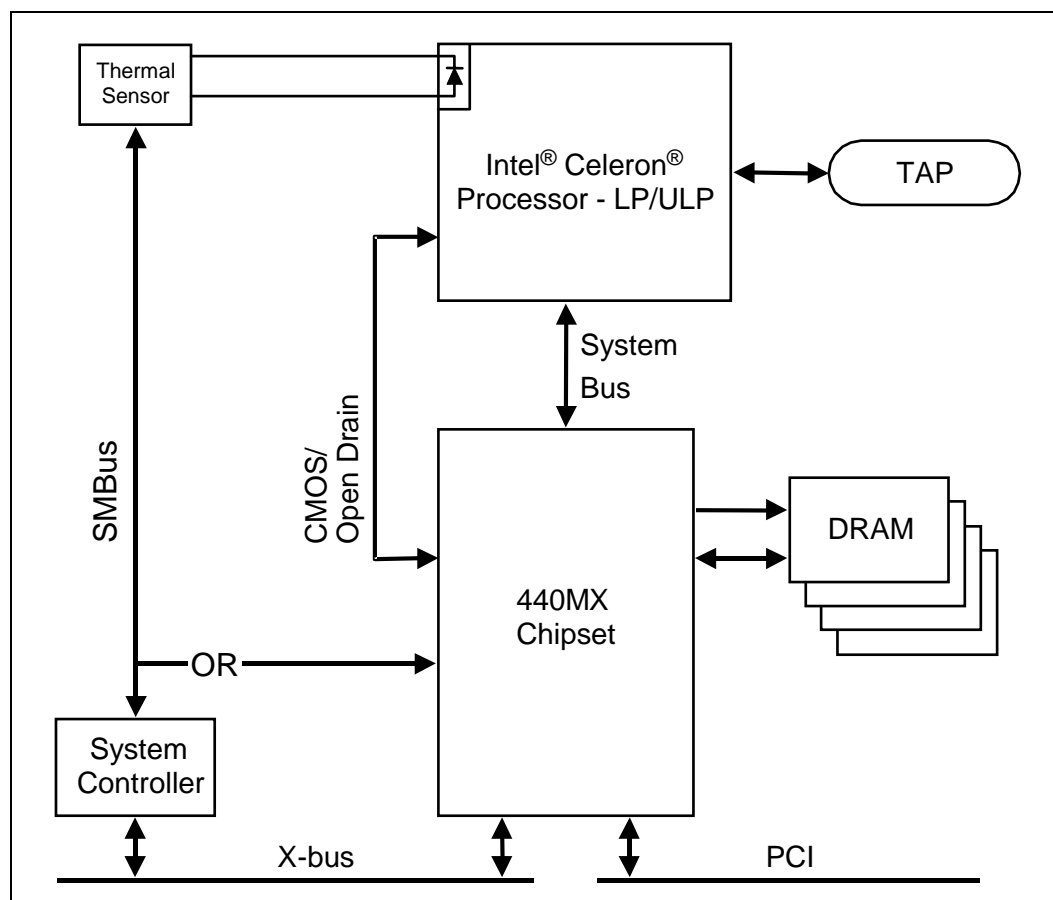 Thermal
Sensor
Intel® Celeron®
Processor - LP/ULP
TAP
System
Bus
CMOS/
Open Drain
SMBus
DRAM
440MX
Chipset
OR
System
Controller
X-bus
PCI